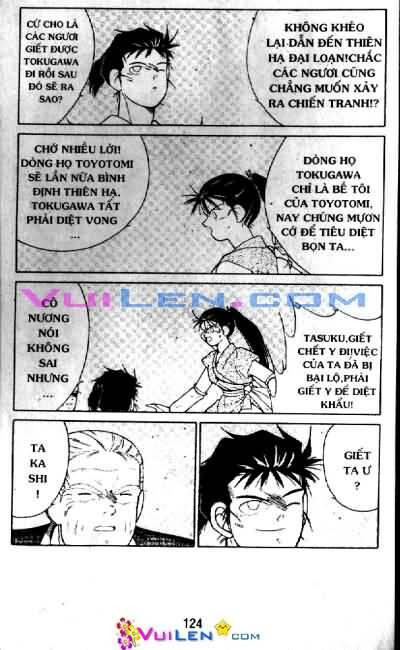 CỨ CHO LÀ
CÁC NGƯƠI
GIẾT ĐƯỢC
TOKUGAWA
ĐI RỒI SAU
ĐÓ SẼ RA
SAO?
KHÔNG KHÉO
LẠI DẪN ĐẾN THIÊN
HẠ ĐẠI LOẠN!CHẮC
CÁC NGƯƠI CŨNG
CHẲNG MUỐN XẢY
RA CHIẾN TRANH!?
CHỚ NHIỀU LỜI!
DÒNG HỌ TOYOTOMI
SẼ LẦN NỮA BÌNH
ĐỊNH THIÊN HẠ.
TOKUGAWA TẤT
PHẢI DIỆT VONG
...
DÒNG HỌ
TOKUGAWA
CHỈ LÀ BỀ TÔI
CỦA TOYOTOMI,
NAY CHÚNG MƯỢN
CỚ ĐỂ TIÊU DIỆT
BỌN TA...
VUILEN.COM
CÔ
NƯƠNG
NÓI
KHÔNG
SAI
NHƯNG
...
TASUKU,GIẾT
CHẾT Y ĐI!VIỆC
CỦA TA ĐÃ BỊ
BẠI LỘ,PHẢI
GIẾT Y ĐỂ DIỆT
KHẨU!
TA
KA
SHI
!
GIẾT
TA Ư
?
124
VUILEN.COM